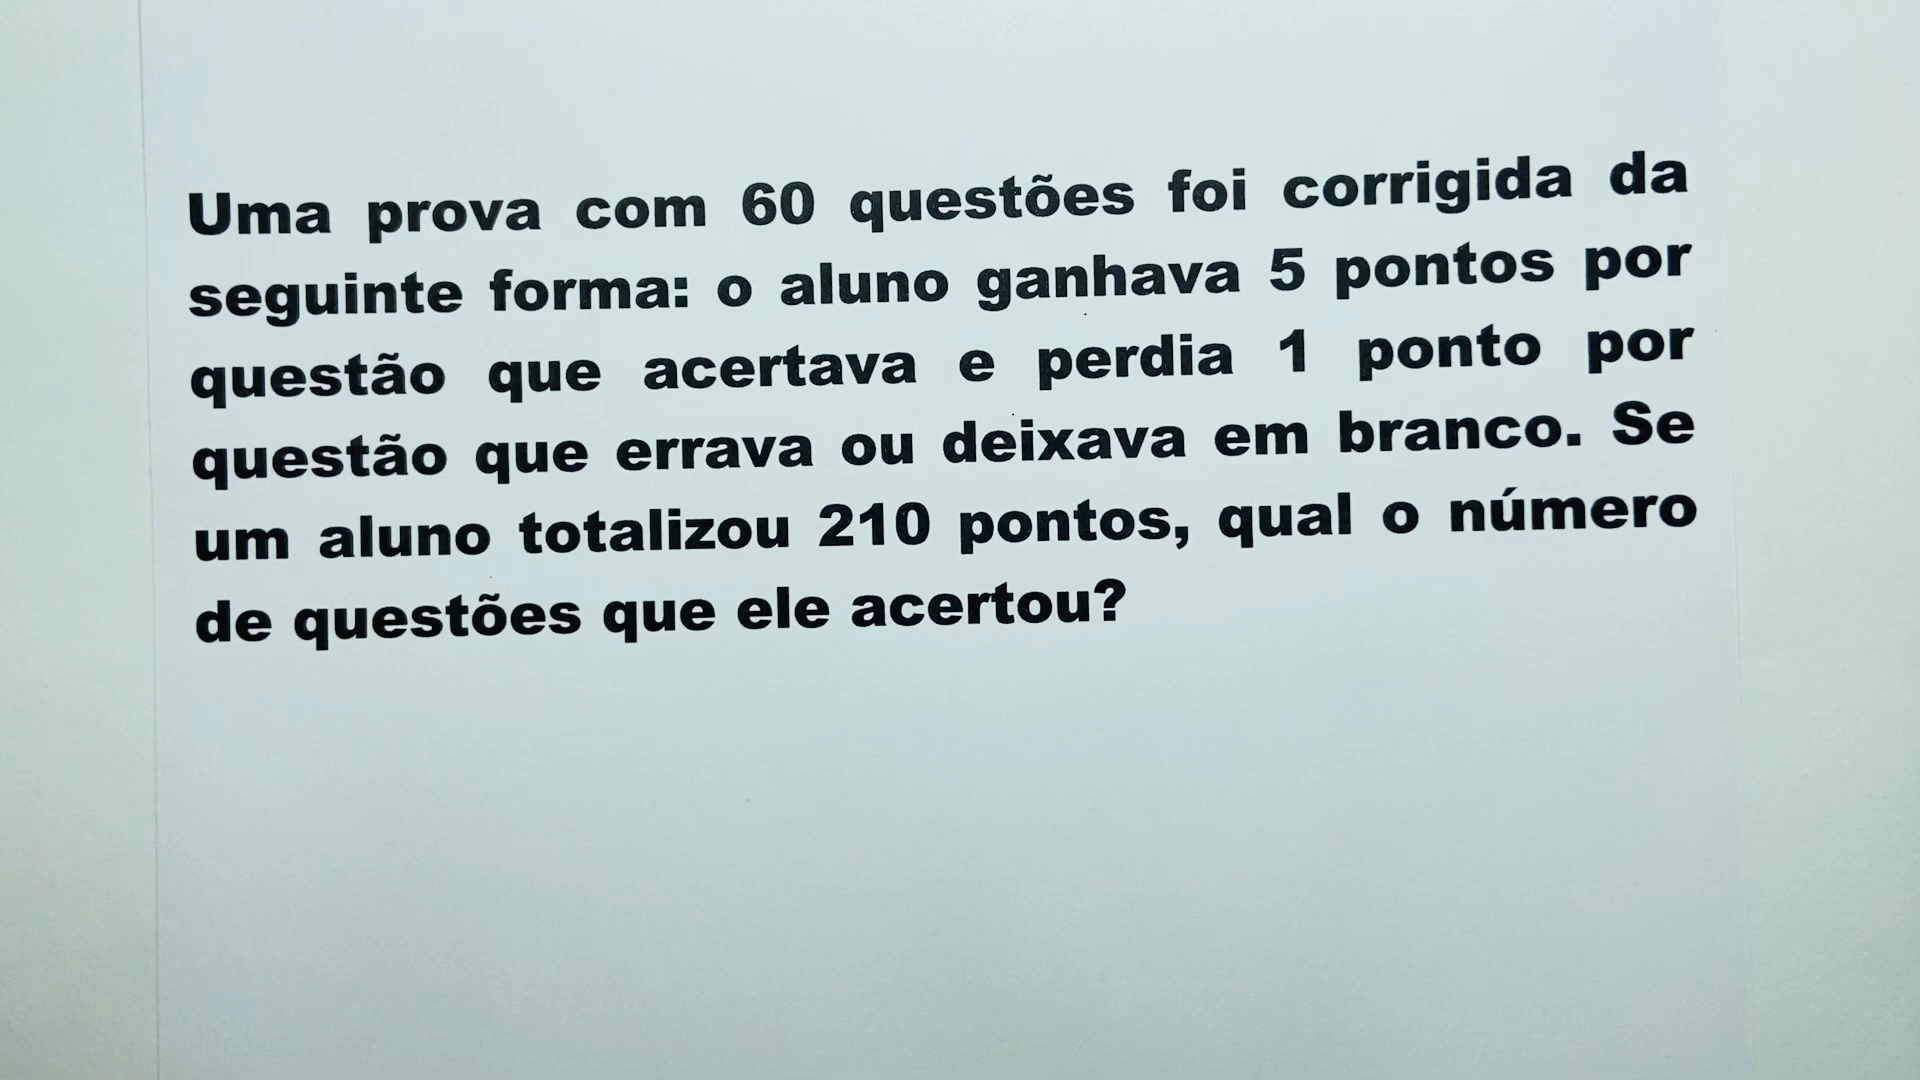 Uma prova com 60 questões foi corrigida da
seguinte forma: o aluno ganhava 5 pontos por
questão que acertava e perdia 1 ponto por
questão que errava ou deixava em branco. Se
um aluno totalizou 210 pontos, qual o número
de questões que ele acertou?